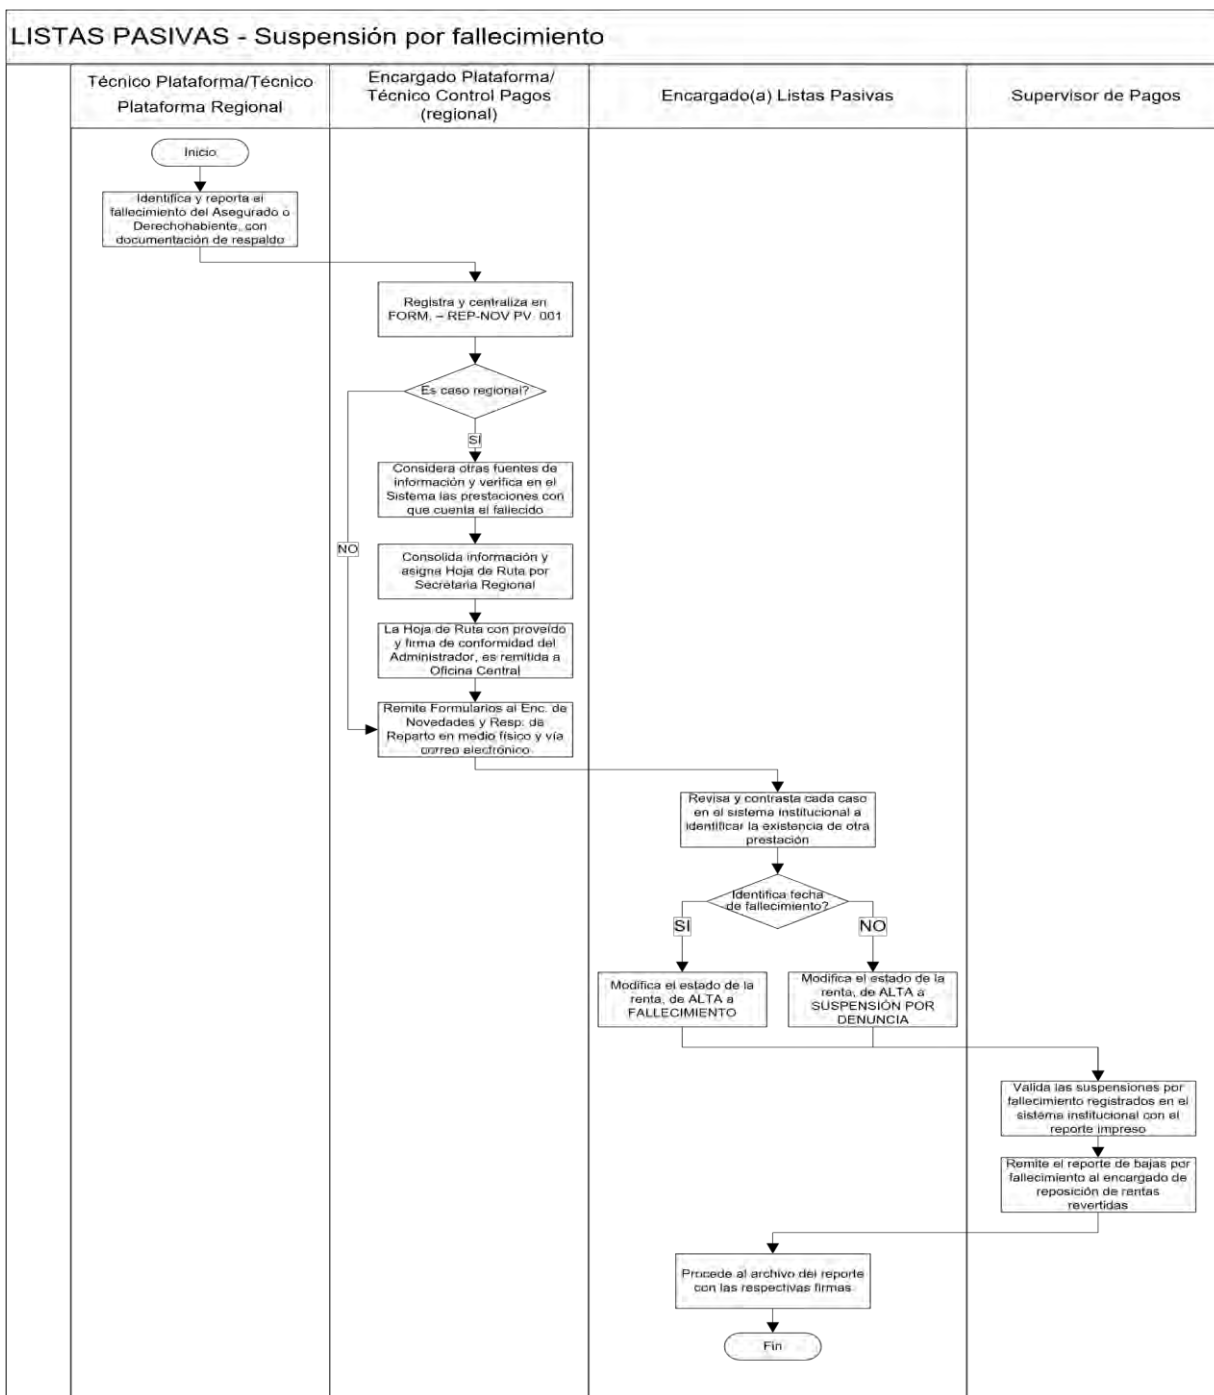 LISTAS PASIVAS - Suspensión por fallecimiento
Técnico Plataforma/Técnico
Plataforma Regional
Encargado Plataforma/
Técnico Control Pagos
(regional)
Encargado(a) Listas Pasivas
Supervisor de Pagos
Inicio
Identifica y reporta el
fallecimiento del Asegurado o
Derechohabiente, con
documentación de respaldo
Registra y centraliza en
FORM. – REP-NOV PV. 001
Es caso regional?
SI
Considera otras fuentes de
información y verifica en el
Sistema las prestaciones con
que cuenta el fallecido
NO
Consolida información y
asigna Hoja de Ruta por
Secretaria Regional
La Hoja de Ruta con proveído
y firma de conformidad del
Administrador, es remitida a
Oficina Central
Remite Formularios al Enc. de
Novedades y Resp. de
Reparto en medio físico y vía
correo electrónico
Revisa y contrasta cada caso
en el sistema institucional a
identificar la existencia de otra
prestación
Identifica fecha
de fallecimiento?
SI
NO
Modifica el estado de la
renta, de ALTA a
FALLECIMIENTO
Modifica el estado de la
renta, de ALTA a
SUSPENSIÓN POR
DENUNCIA
Valida las suspensiones por
fallecimiento registrados en el
sistema institucional con el
reporte impreso
Remite el reporte de bajas por
fallecimiento al encargado de
reposición de rentas
revertidas
Procede al archivo del reporte
con las respectivas firmas
Fin